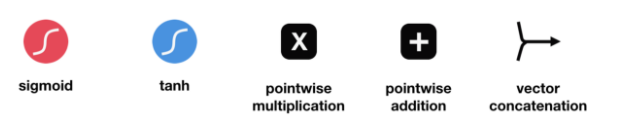 X
+
sigmoid
tanh
pointwise
multiplication
pointwise
addition
vector
concatenation